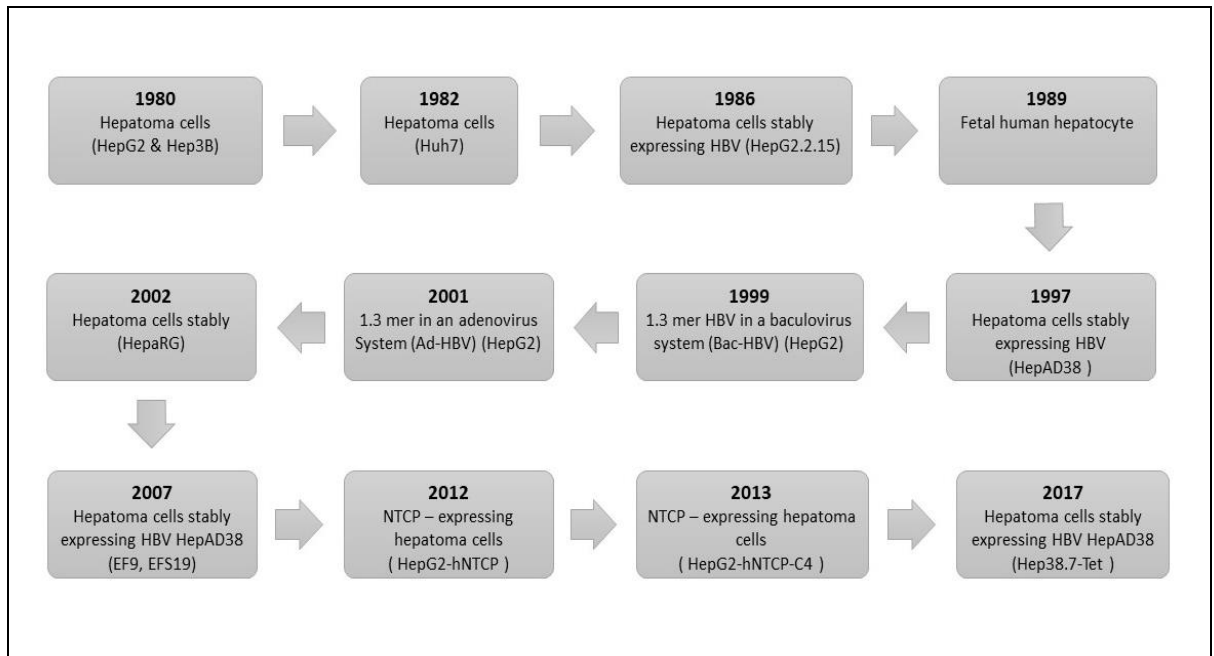 1980
Hepatoma cells
(HepG2 & Hep3B)
1982
Hepatoma cells
(Huh7)
1986
Hepatoma cells stably
expressing HBV (HepG2.2.15)
1989
Fetal human hepatocyte
1997
Hepatoma cells stably
expressing HBV
(HepAD38 )
1999
1.3 mer HBV in a baculovirus
system (Bac-HBV) (HepG2)
2001
1.3 mer in an adenovirus
System (Ad-HBV) (HepG2)
2002
Hepatoma cells stably
(HepaRG)
2007
Hepatoma cells stably
expressing HBV HepAD38
(EF9, EFS19)
2012
NTCP – expressing
hepatoma cells
( HepG2-hNTCP )
2013
NTCP – expressing hepatoma
cells
( HepG2-hNTCP-C4 )
2017
Hepatoma cells stably
expressing HBV HepAD38
(Hep38.7-Tet )